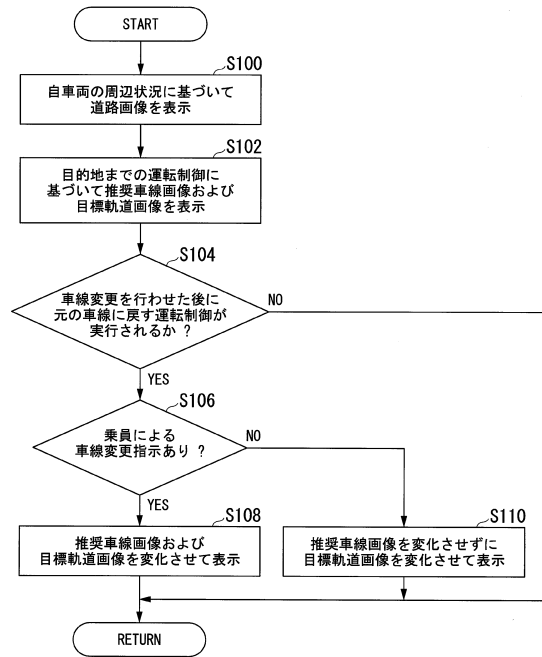 START
S100
自車両の周辺状況に基づいて
道路画像を表示
S102
目的地までの運転制御に
基づいて推奨車線画像および
目標軌道画像を表示
S104
車線変更を行わせた後に
元の車線に戻す運転制御が
実行されるか ?
NO
YES
S106
乗員による
車線変更指示あり ?
NO
YES
S108
推奨車線画像および
目標軌道画像を変化させて表示
S110
推奨車線画像を変化させずに
目標軌道画像を変化させて表示
RETURN